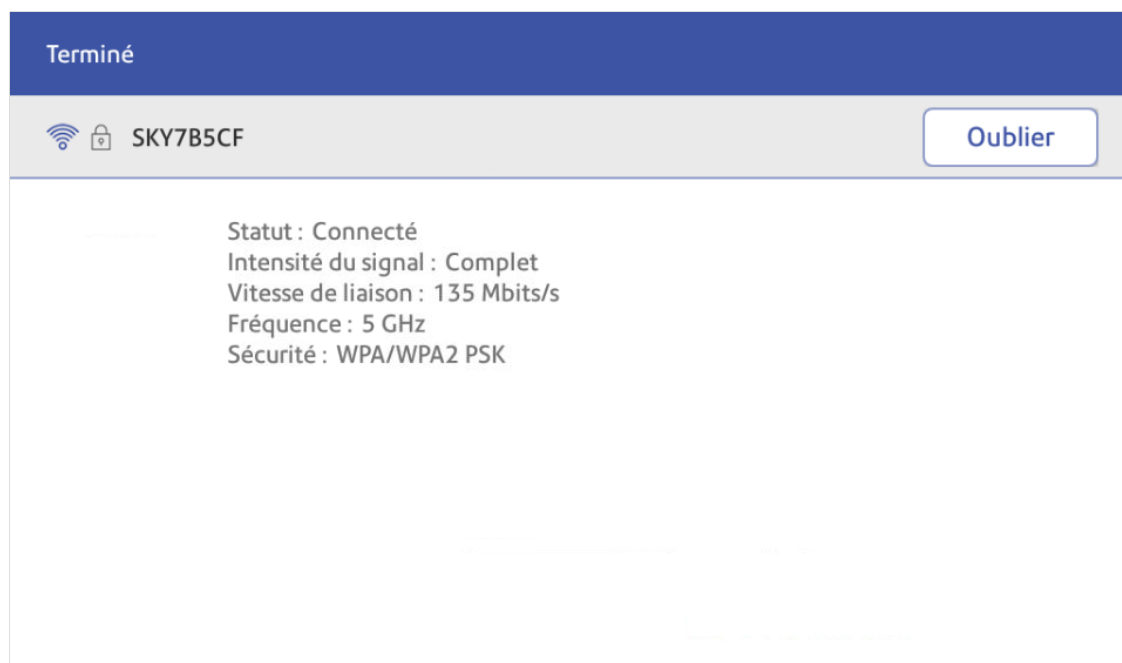 Terminé
SKY7B5CF
Oublier
Statut : Connecté
Intensité du signal : Complet
Vitesse de liaison : 135 Mbits/s
Fréquence : 5 GHz
Sécurité : WPA/WPA2 PSK